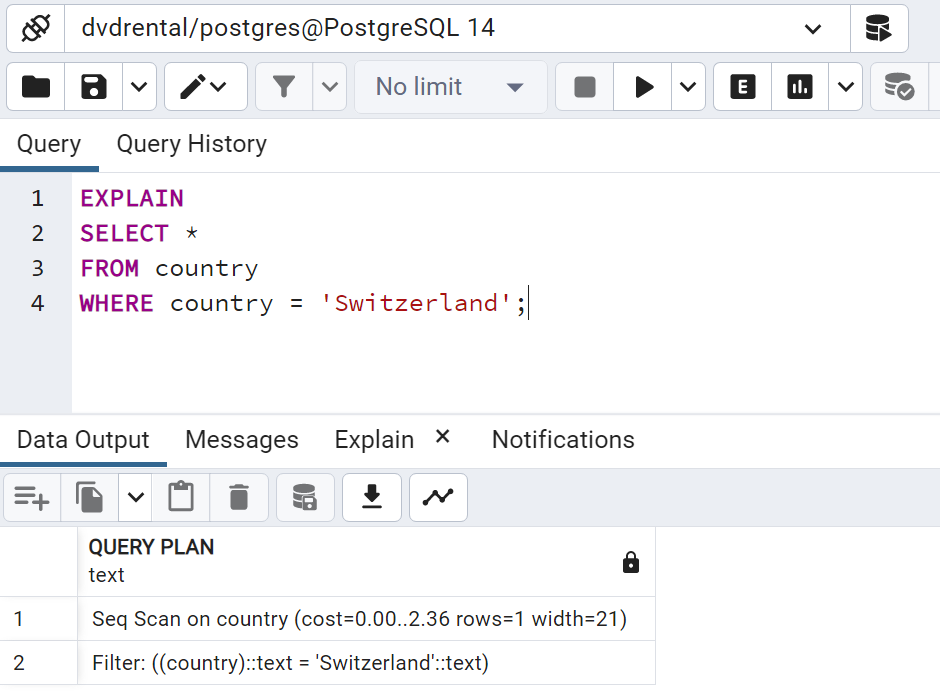 dvdrental/postgres@PostgreSQL 14
No limit
E
Query Query History
1 EXPLAIN
2 SELECT *
3 FROM country
4 WHERE country = 'Switzerland';
Data Output Messages Explain × Notifications
QUERY PLAN
text
1 Seq Scan on country (cost=0.00..2.36 rows=1 width=21)
2 Filter: ((country)::text = 'Switzerland'::text)